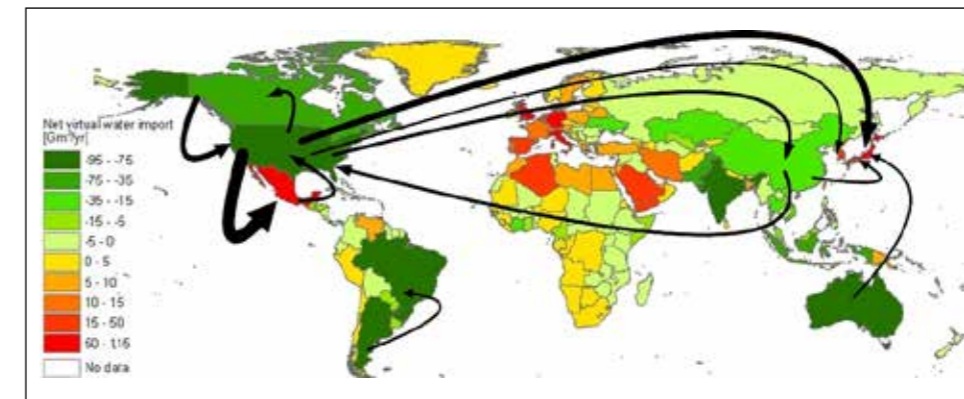 Net virtual water import
[Gm³/yr]
-95 - -75
-75 - -35
-35 - -15
-15 - -5
-5 - 0
0 - 5
5 - 10
10 - 15
15 - 50
50 - 115
No data